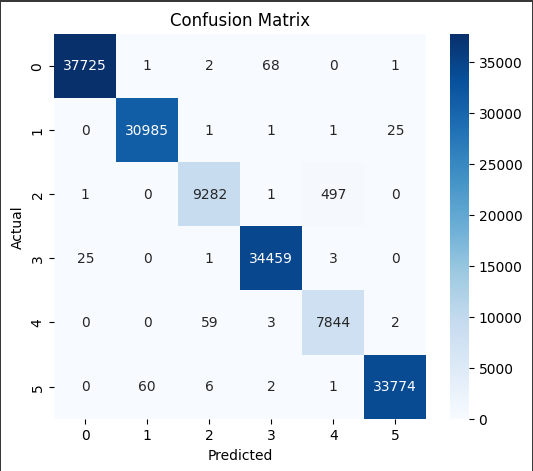 Confusion Matrix
0 37725 1 2 68 0 1
1 0 30985 1 1 1 25
2 1 0 9282 1 497 0
3 25 0 1 34459 3 0
4 0 0 59 3 7844 2
5 0 60 6 2 1 33774
0 1 2 3 4 5
Predicted
Actual
35000
30000
25000
20000
15000
10000
5000
0